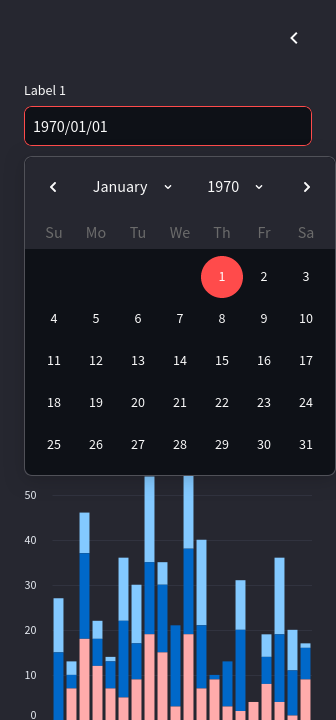 Label 1
1970/01/01
January 1970
Su Mo Tu We Th Fr Sa
1 2 3
4 5 6 7 8 9 10
11 12 13 14 15 16 17
18 19 20 21 22 23 24
25 26 27 28 29 30 31
50
40
30
20
10
0